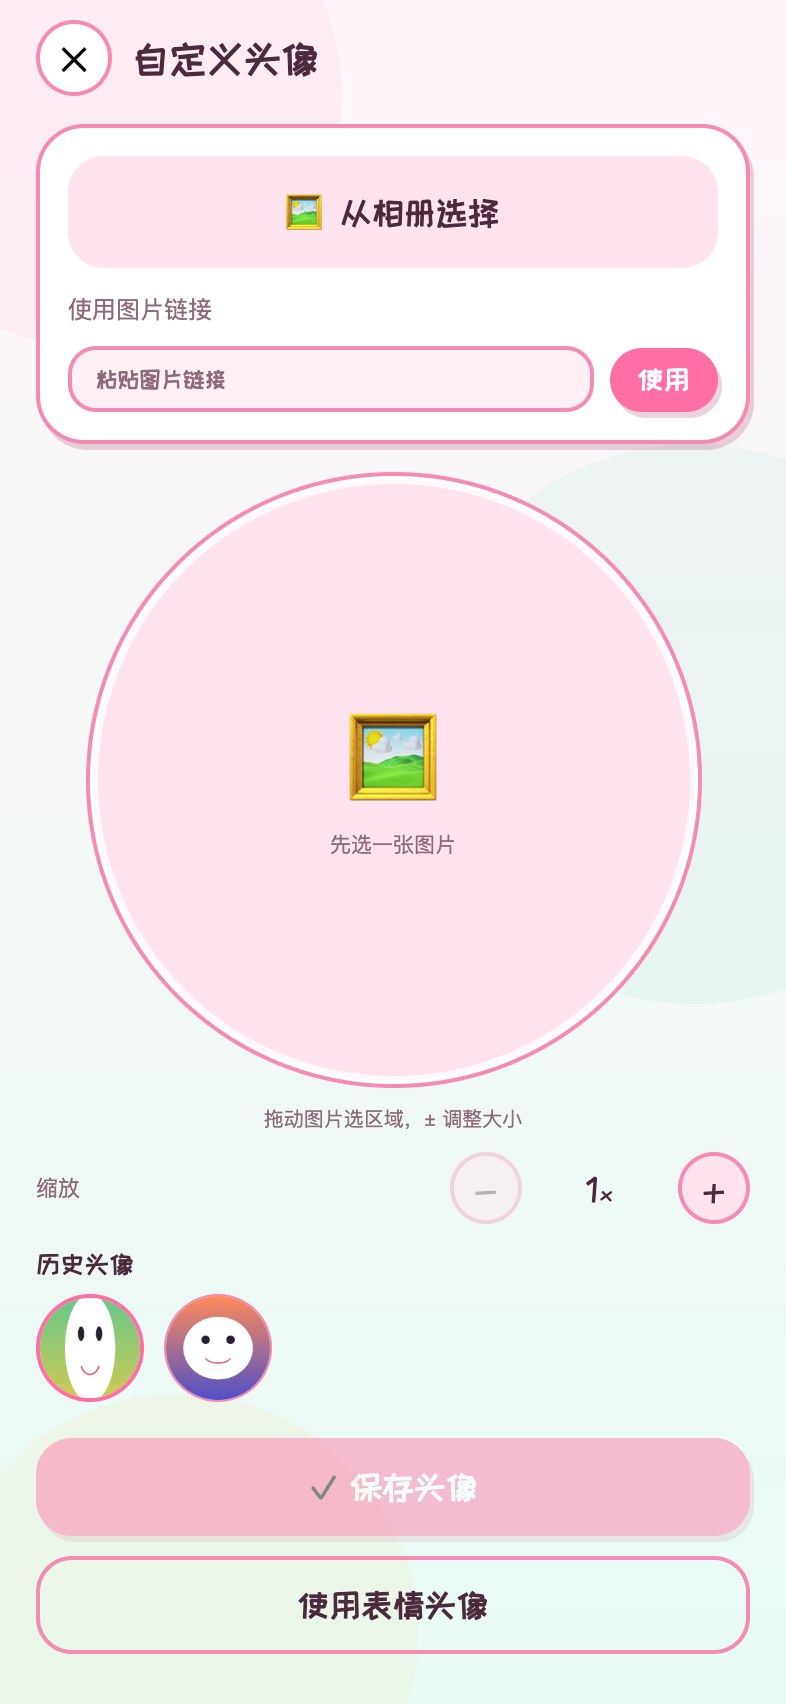 自定义头像
从相册选择
使用图片链接
粘贴图片链接
使用
先选一张图片
拖动图片选区域，± 调整大小
缩放
− 1× +
历史头像
✓ 保存头像
使用表情头像